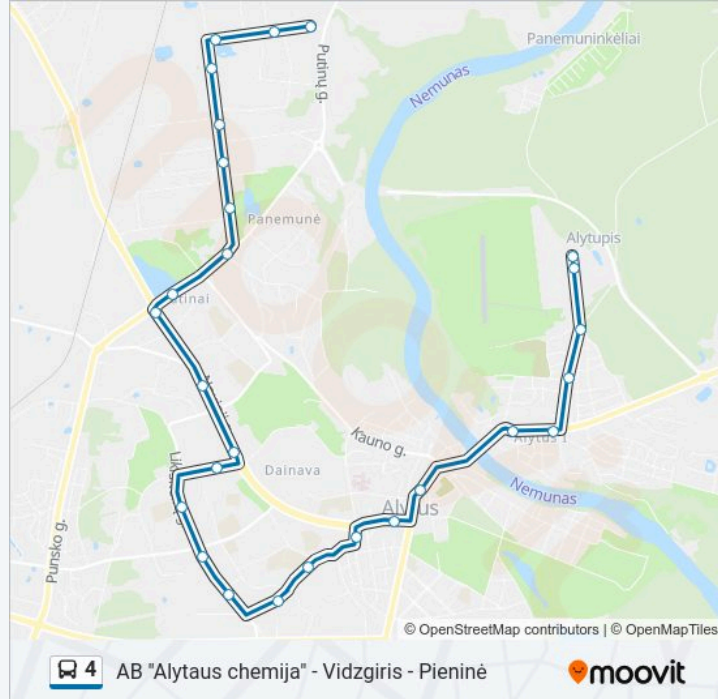 Panemuninkėliai
Putinų g.
Nemunas
Panemunė
Alytupis
Kauno g.
Alytus I
Dainava
Nemunas
Alytus
Punsko g.
© OpenStreetMap contributors | © OpenMapTiles
4 AB "Alytaus chemija" - Vidzgiris - Pieninė
moovit